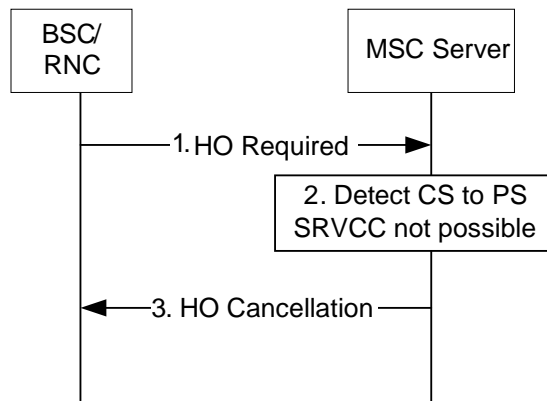 BSC/
RNC
MSC Server
1. HO Required
2. Detect CS to PS
SRVCC not possible
3. HO Cancellation